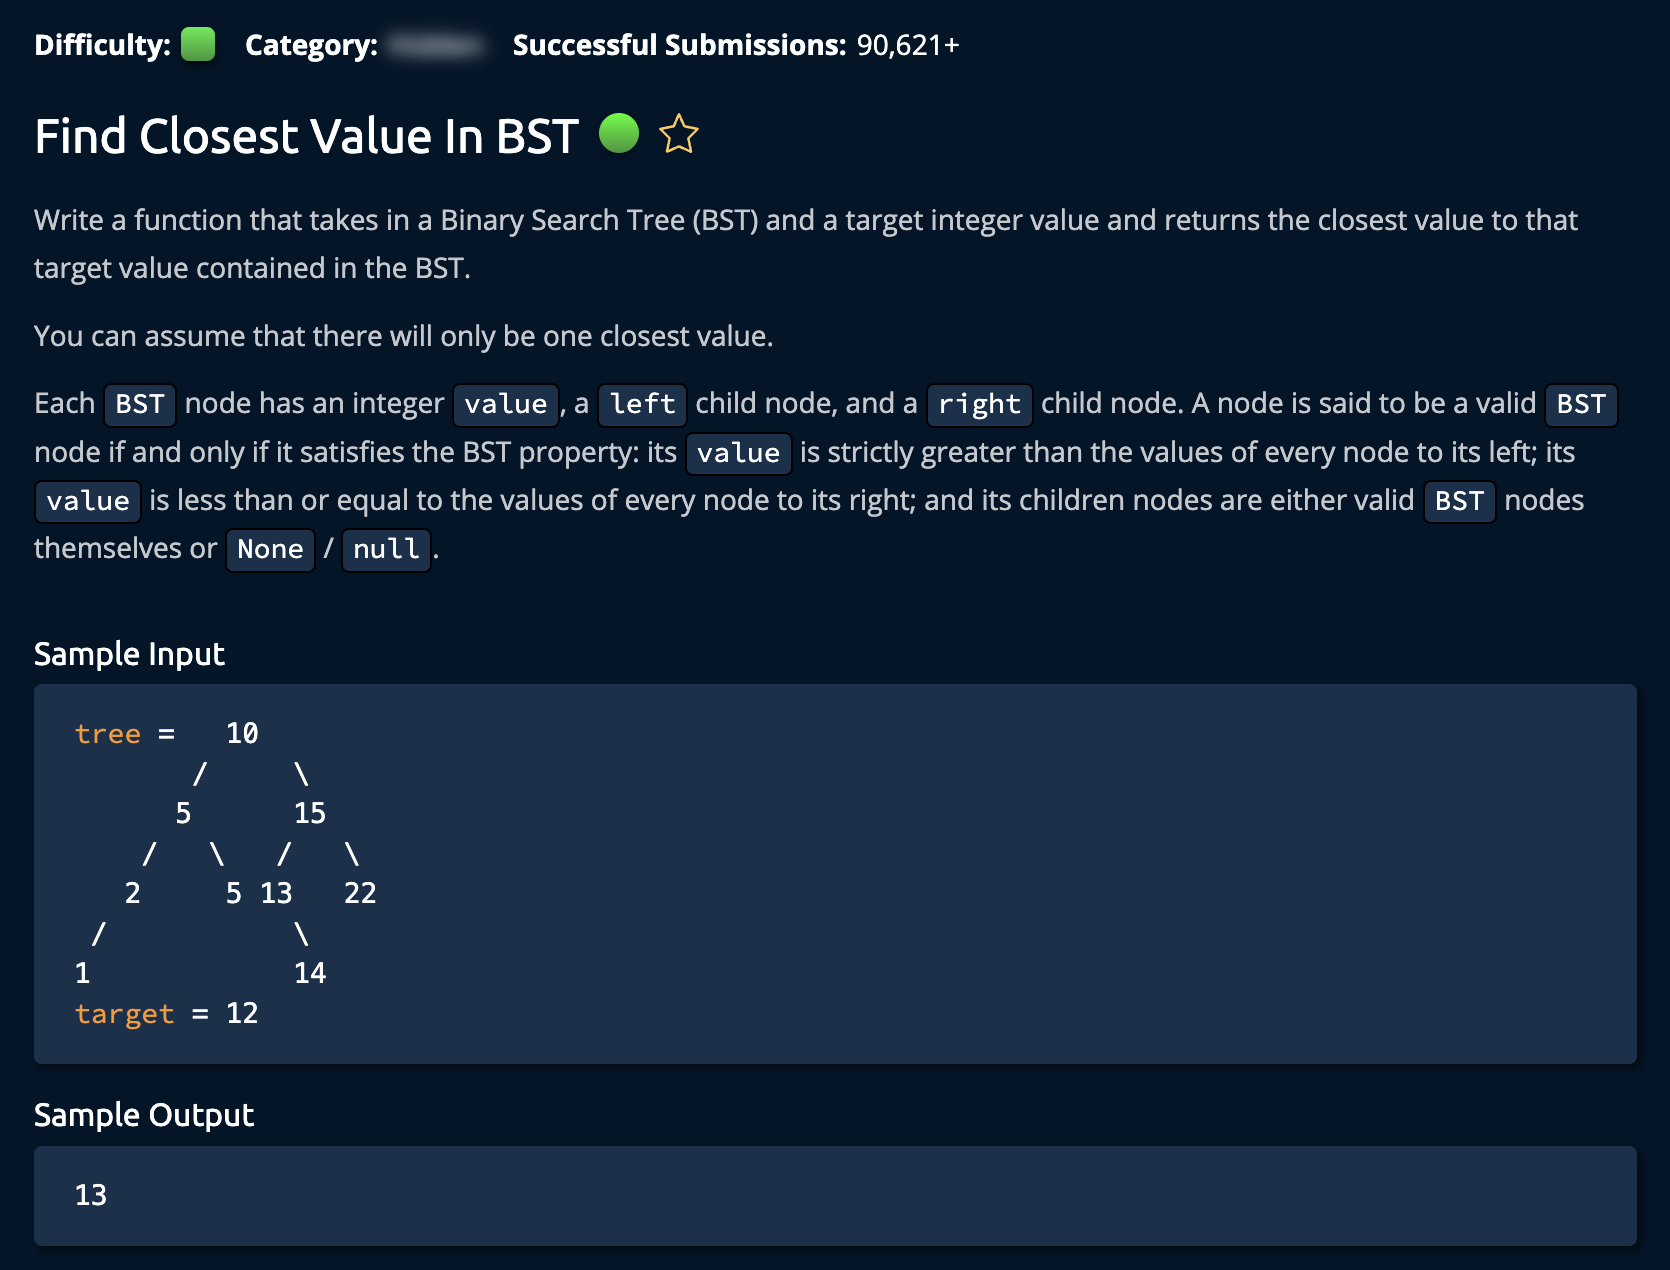 Difficulty: Category: Successful Submissions: 90,621+
Find Closest Value In BST
Write a function that takes in a Binary Search Tree (BST) and a target integer value and returns the closest value to that
target value contained in the BST.
You can assume that there will only be one closest value.
Each BST node has an integer value, a left child node, and a right child node. A node is said to be a valid BST
node if and only if it satisfies the BST property: its value is strictly greater than the values of every node to its left; its
value is less than or equal to the values of every node to its right; and its children nodes are either valid BST nodes
themselves or None / null.
Sample Input
tree =   10
       /     \
      5      15
    /   \   /   \
   2     5 13   22
 /           \
1            14
target = 12
Sample Output
13